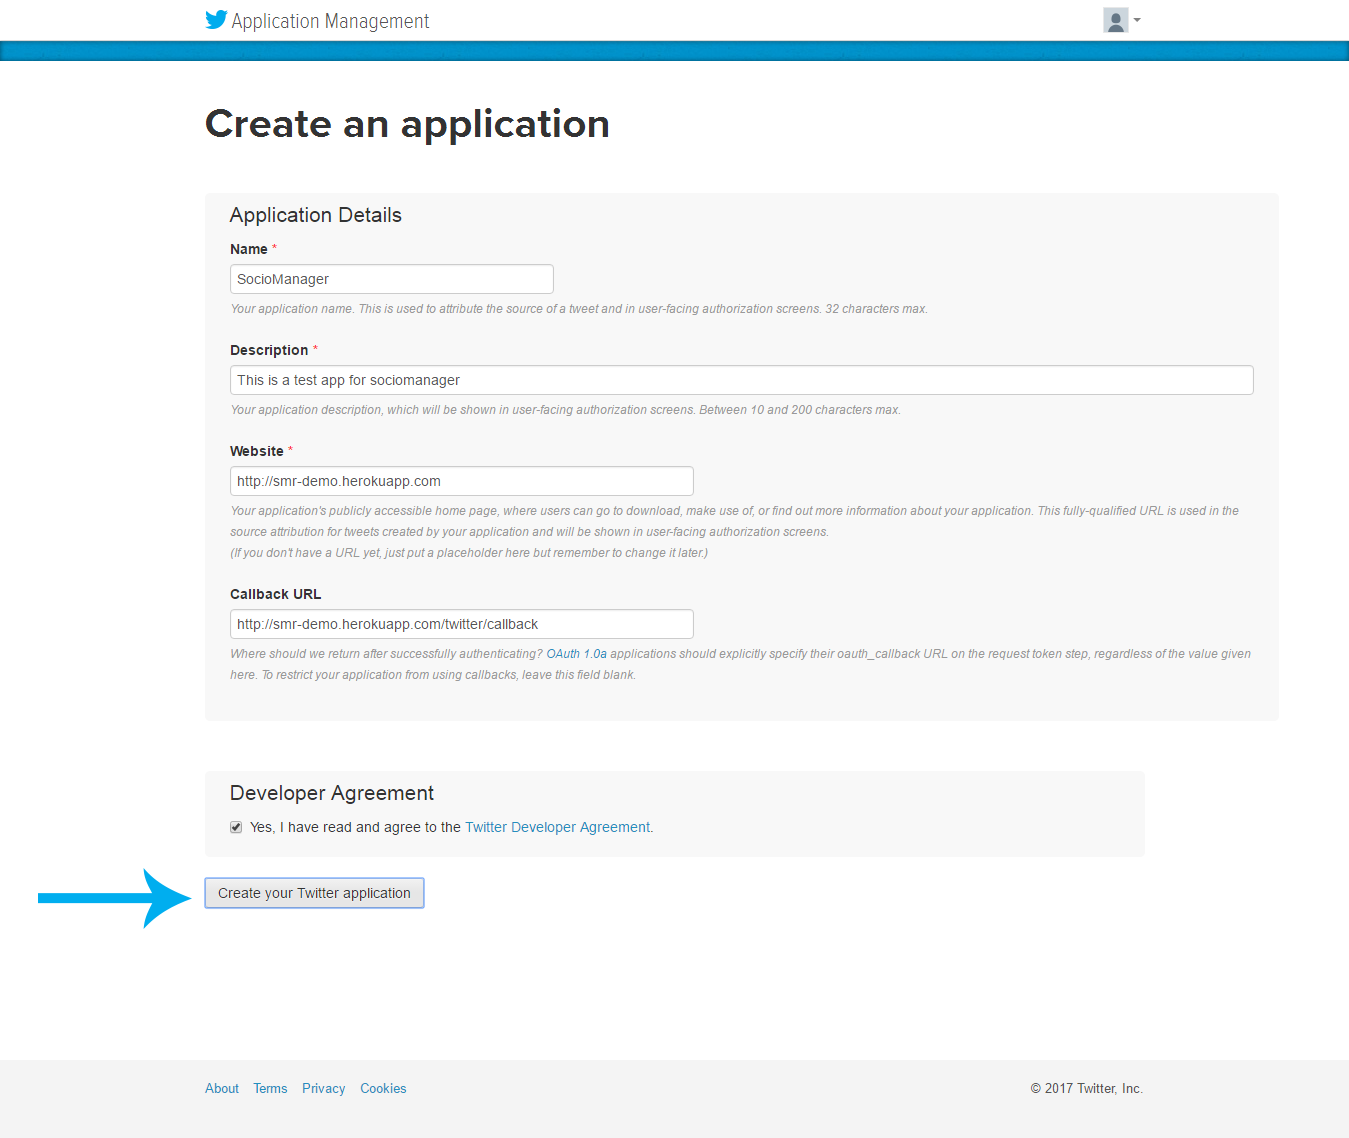 Application Management
Create an application
Application Details
Name *
SocioManager
Your application name. This is used to attribute the source of a tweet and in user-facing authorization screens. 32 characters max.
Description *
This is a test app for sociomanager
Your application description, which will be shown in user-facing authorization screens. Between 10 and 200 characters max.
Website *
http://smr-demo.herokuapp.com
Your application's publicly accessible home page, where users can go to download, make use of, or find out more information about your application. This fully-qualified URL is used in the
source attribution for tweets created by your application and will be shown in user-facing authorization screens.
(If you don't have a URL yet, just put a placeholder here but remember to change it later.)
Callback URL
http://smr-demo.herokuapp.com/twitter/callback
Where should we return after successfully authenticating? OAuth 1.0a applications should explicitly specify their oauth_callback URL on the request token step, regardless of the value given
here. To restrict your application from using callbacks, leave this field blank.
Developer Agreement
Yes, I have read and agree to the Twitter Developer Agreement.
Create your Twitter application
About Terms Privacy Cookies © 2017 Twitter, Inc.